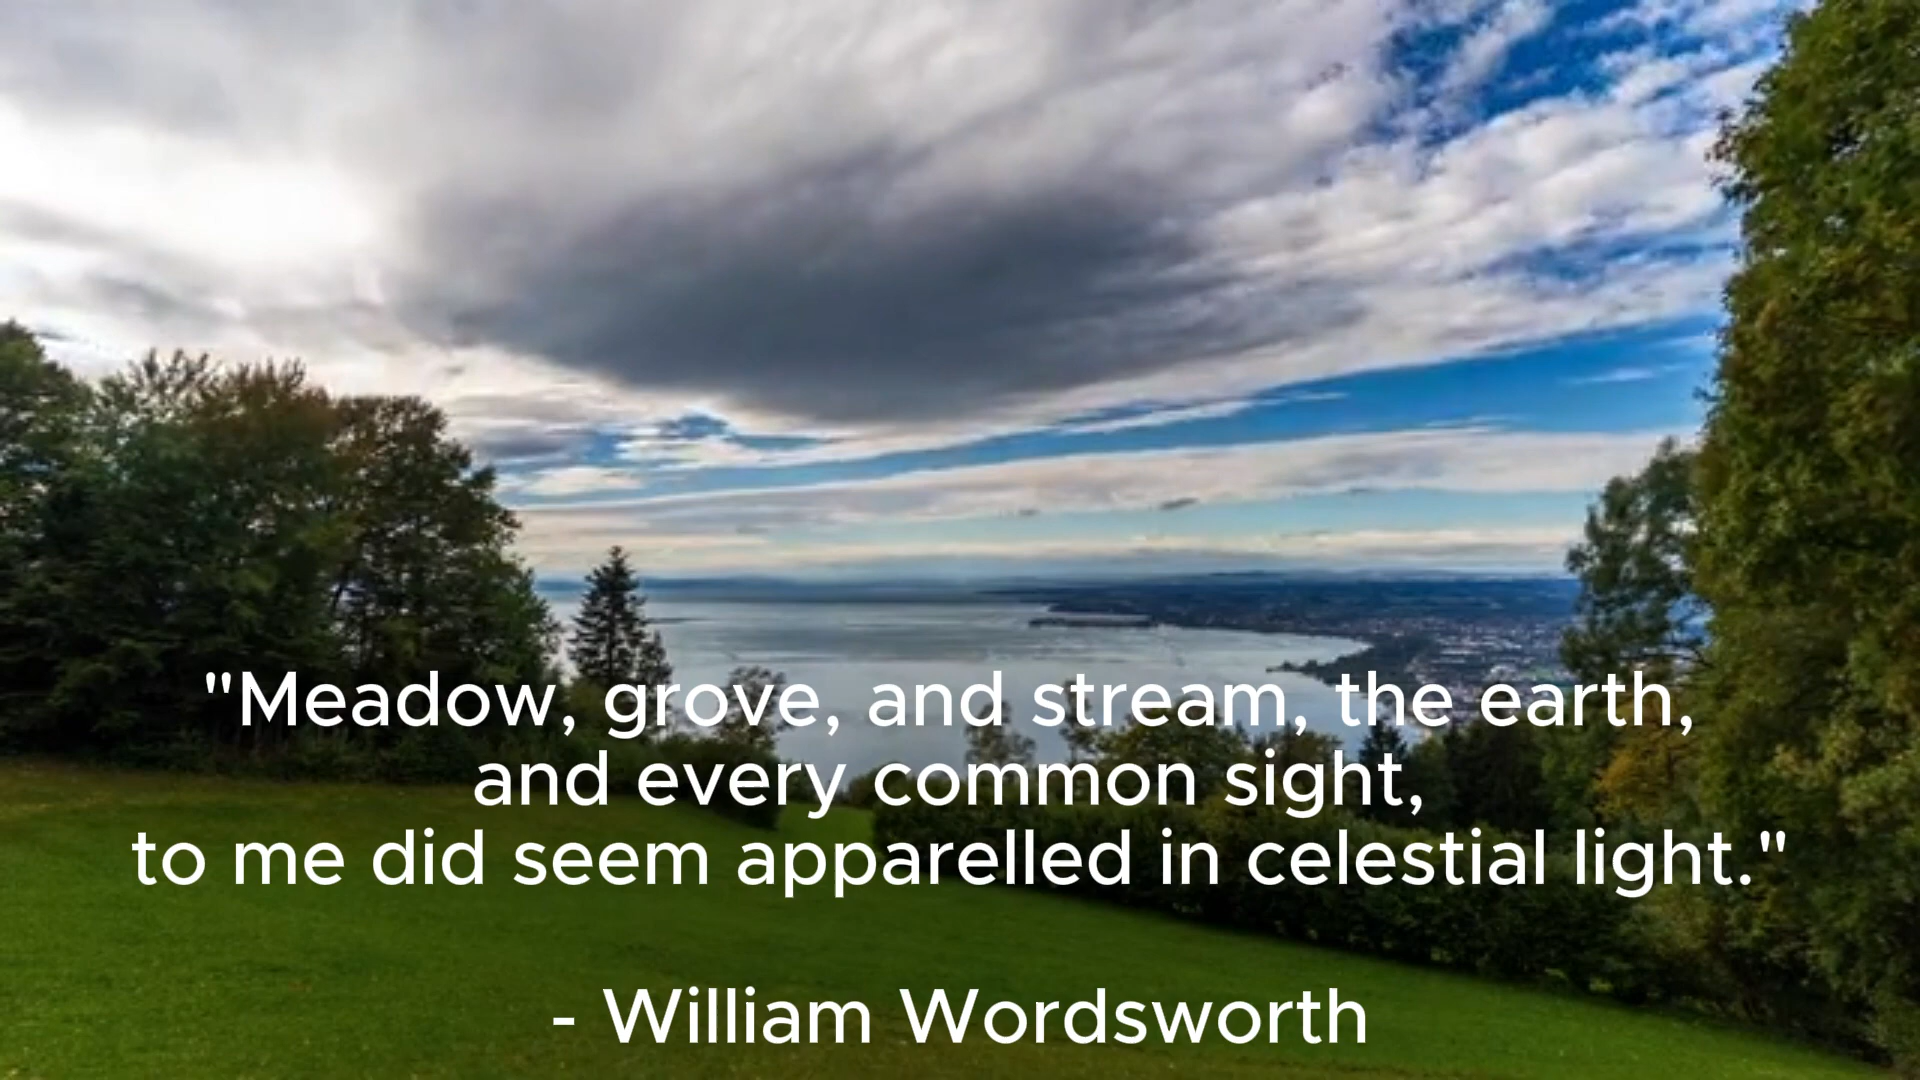 "Meadow, grove, and stream, the earth,
and every common sight,
to me did seem apparelled in celestial light."
- William Wordsworth